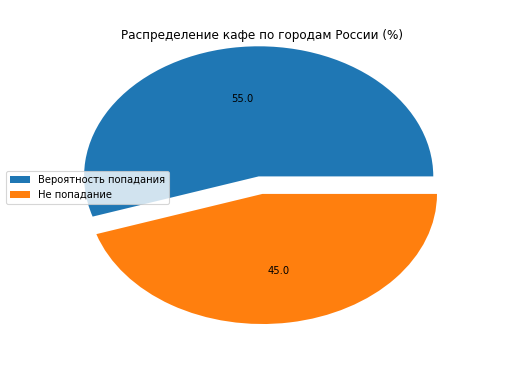 Распределение кафе по городам России (%)
55.0
Вероятность попадания
Не попадание
45.0